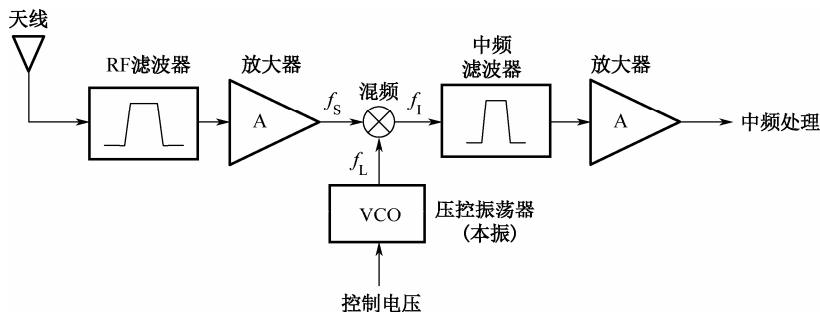 天线
RF滤波器
放大器
A
fS
混频
fI
中频
滤波器
放大器
A
中频处理
fL
VCO
压控振荡器
(本振)
控制电压